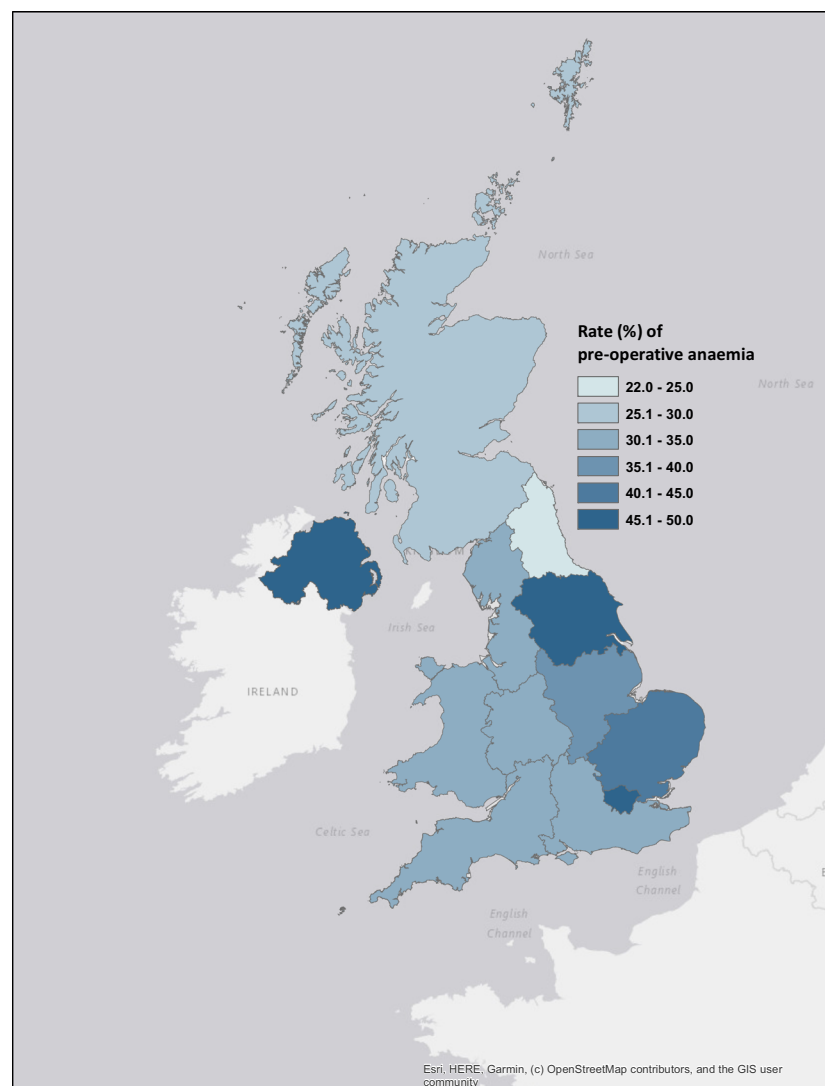 North Sea
Rate (%) of
pre-operative anaemia
22.0 - 25.0
North Sea
25.1 - 30.0
30.1 - 35.0
35.1 - 40.0
40.1 - 45.0
45.1 - 50.0
Irish Sea
IRELAND
Celtic Sea
English
Channel
English
Channel
Esri, HERE, Garmin, (c) OpenStreetMap contributors, and the GIS user
community